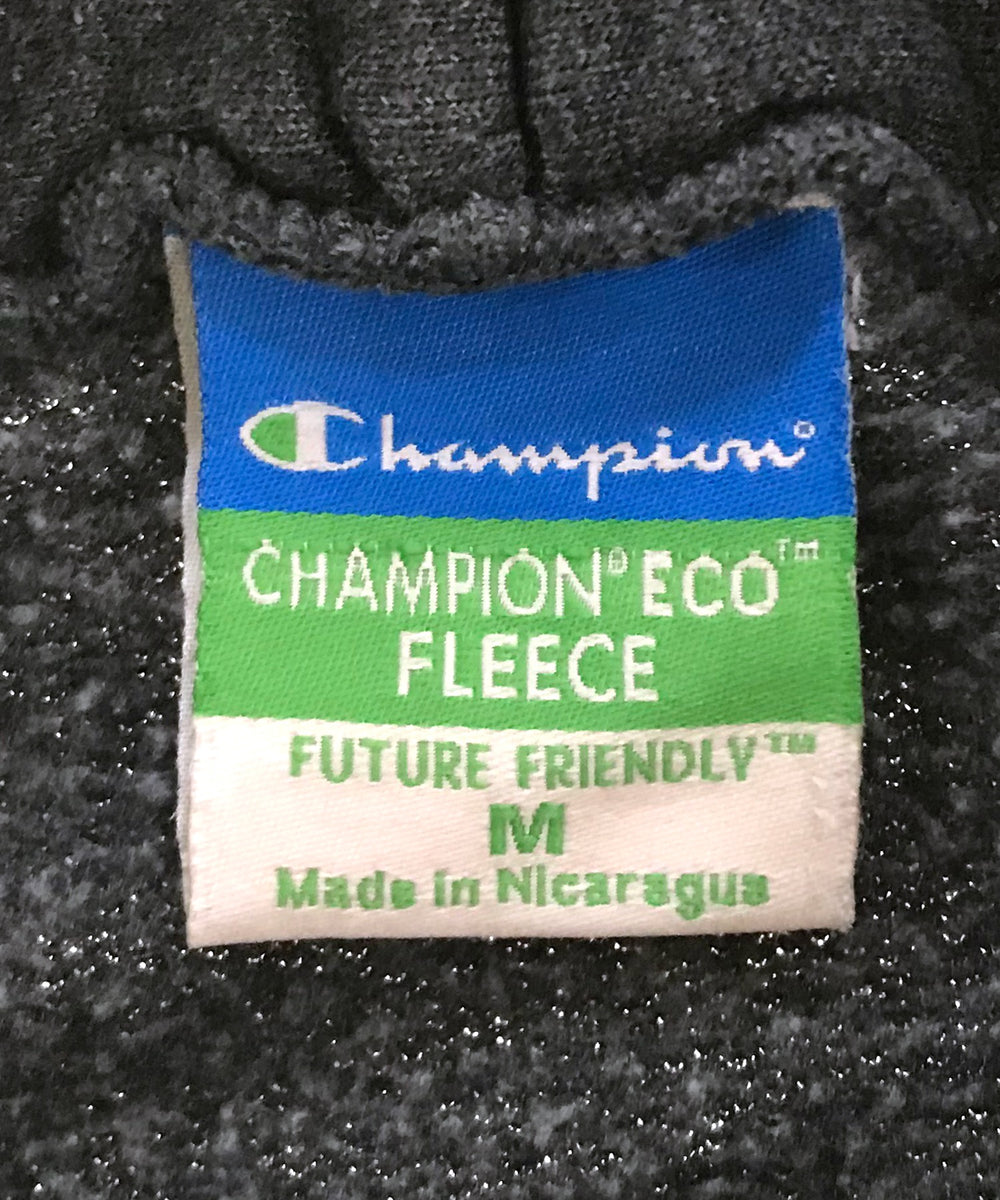 Champion®
CHAMPION® ECO™
FLEECE
FUTURE FRIENDLY™
M
Made in Nicaragua